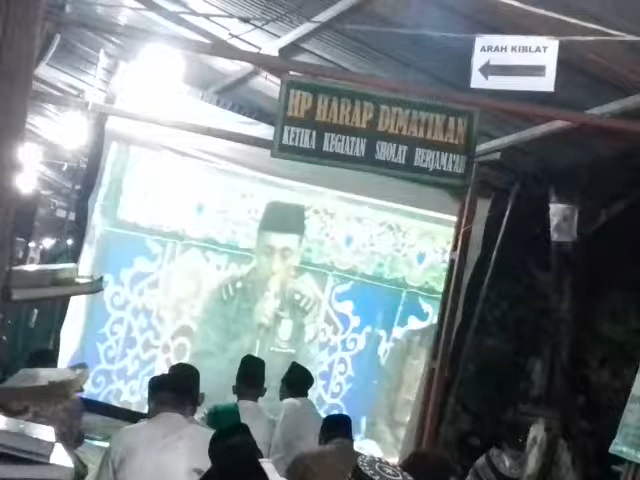 ARAH KIBLAT
HP HARAP DIMATIKAN
KETIKA KEGIATAN SHOLAT BERJAMA'AH